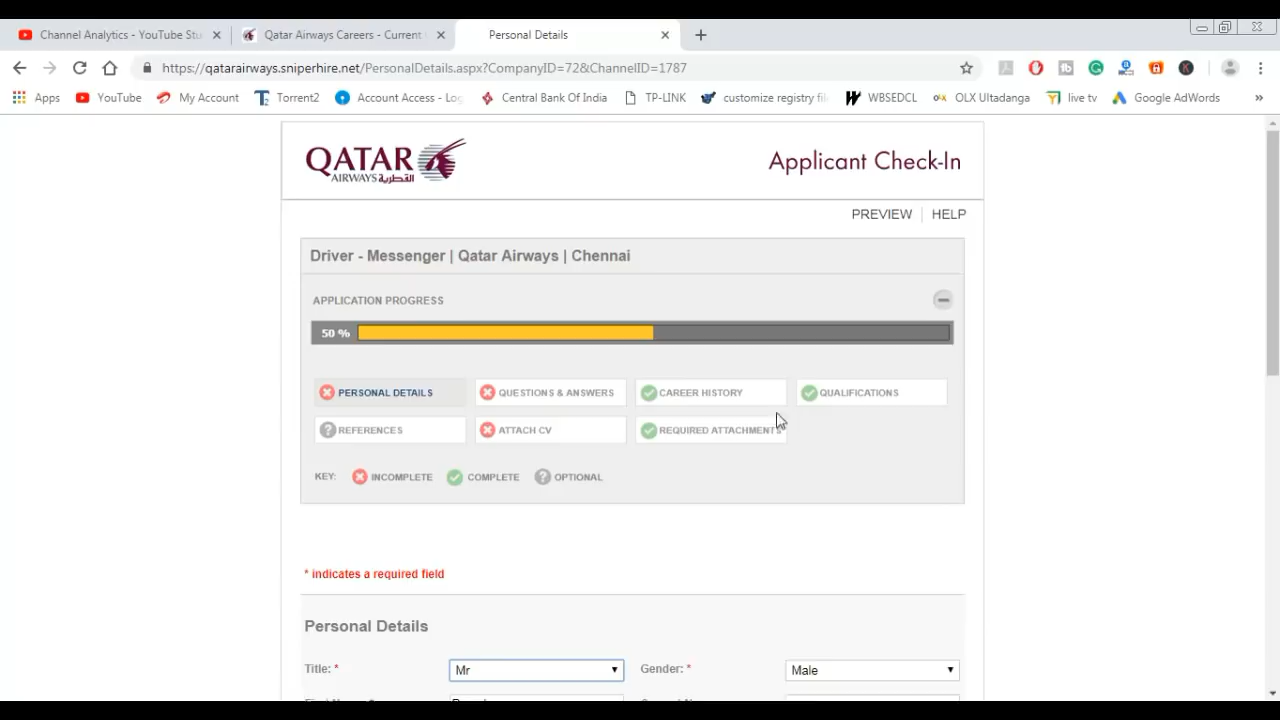 Channel Analytics - YouTube Stu
Qatar Airways Careers - Current
Personal Details
https://qatarairways.sniperhire.net/PersonalDetails.aspx?CompanyID=72&ChannelID=1787
Apps YouTube My Account Torrent2 Account Access - Log Central Bank Of India TP-LINK customize registry fil WBSEDCL OLX Ultadanga live tv Google AdWords »
QATAR
AIRWAYS القطرية
Applicant Check-In
PREVIEW HELP
Driver - Messenger | Qatar Airways | Chennai
APPLICATION PROGRESS
50 %
PERSONAL DETAILS QUESTIONS & ANSWERS CAREER HISTORY QUALIFICATIONS
REFERENCES ATTACH CV REQUIRED ATTACHMENTS
KEY: INCOMPLETE COMPLETE OPTIONAL
* indicates a required field
Personal Details
Title: * Mr Gender: * Male